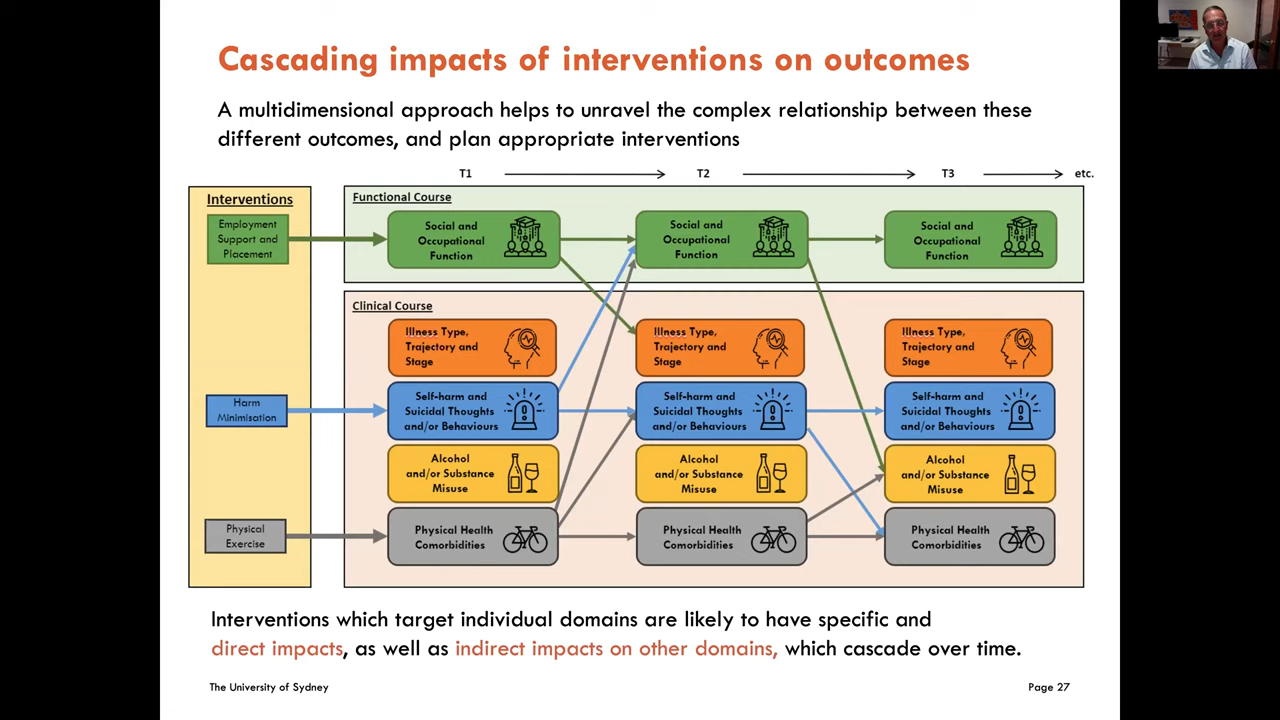 Cascading impacts of interventions on outcomes
A multidimensional approach helps to unravel the complex relationship between these
different outcomes, and plan appropriate interventions
T1
T2
T3
etc.
Interventions
Employment
Support and
Placement
Harm
Minimisation
Physical
Exercise
Functional Course
Social and
Occupational
Function
Social and
Occupational
Function
Social and
Occupational
Function
Clinical Course
Illness Type,
Trajectory and
Stage
Illness Type,
Trajectory and
Stage
Illness Type,
Trajectory and
Stage
Self-harm and
Suicidal Thoughts
and/or Behaviours
Self-harm and
Suicidal Thoughts
and/or Behaviours
Self-harm and
Suicidal Thoughts
and/or Behaviours
Alcohol
and/or Substance
Misuse
Alcohol
and/or Substance
Misuse
Alcohol
and/or Substance
Misuse
Physical Health
Comorbidities
Physical Health
Comorbidities
Physical Health
Comorbidities
Interventions which target individual domains are likely to have specific and
direct impacts, as well as indirect impacts on other domains, which cascade over time.
The University of Sydney
Page 27